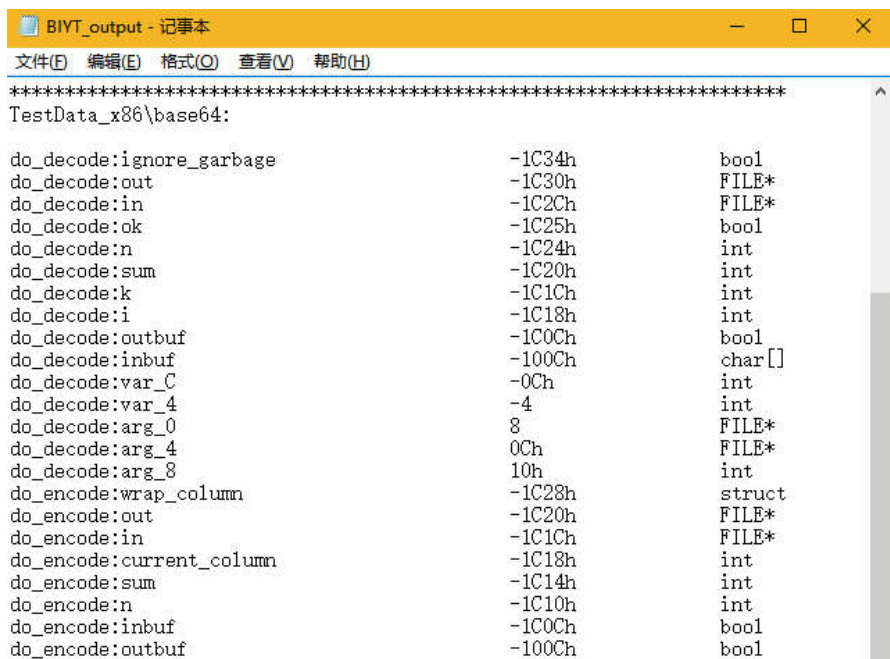 BIYT_output - 记事本
文件(F) 编辑(E) 格式(O) 查看(V) 帮助(H)
**********************************************************************
TestData_x86\base64:
do_decode:ignore_garbage -1C34h bool
do_decode:out -1C30h FILE*
do_decode:in -1C2Ch FILE*
do_decode:ok -1C25h bool
do_decode:n -1C24h int
do_decode:sum -1C20h int
do_decode:k -1C1Ch int
do_decode:i -1C18h int
do_decode:outbuf -1C0Ch bool
do_decode:inbuf -100Ch char[]
do_decode:var_C -0Ch int
do_decode:var_4 -4 int
do_decode:arg_0 8 FILE*
do_decode:arg_4 0Ch FILE*
do_decode:arg_8 10h int
do_encode:wrap_column -1C28h struct
do_encode:out -1C20h FILE*
do_encode:in -1C1Ch FILE*
do_encode:current_column -1C18h int
do_encode:sum -1C14h int
do_encode:n -1C10h int
do_encode:inbuf -1C0Ch bool
do_encode:outbuf -100Ch bool